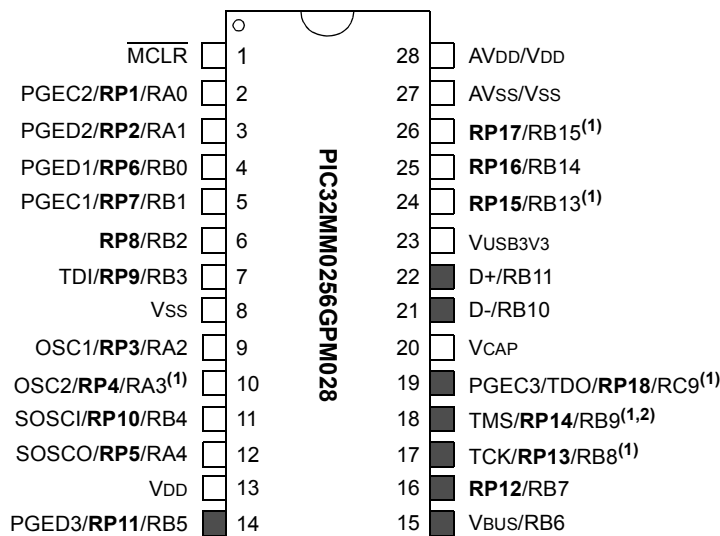 MCLR 1 28 AVDD/VDD
PGEC2/RP1/RA0 2 27 AVSS/VSS
PGED2/RP2/RA1 3 26 RP17/RB15(1)
PGED1/RP6/RB0 4 25 RP16/RB14
PGEC1/RP7/RB1 5 24 RP15/RB13(1)
RP8/RB2 6 23 VUSB3V3
TDI/RP9/RB3 7 22 D+/RB11
VSS 8 21 D-/RB10
OSC1/RP3/RA2 9 20 VCAP
OSC2/RP4/RA3(1) 10 19 PGEC3/TDO/RP18/RC9(1)
SOSCI/RP10/RB4 11 18 TMS/RP14/RB9(1,2)
SOSCO/RP5/RA4 12 17 TCK/RP13/RB8(1)
VDD 13 16 RP12/RB7
PGED3/RP11/RB5 14 15 VBUS/RB6
PIC32MM0256GPM028